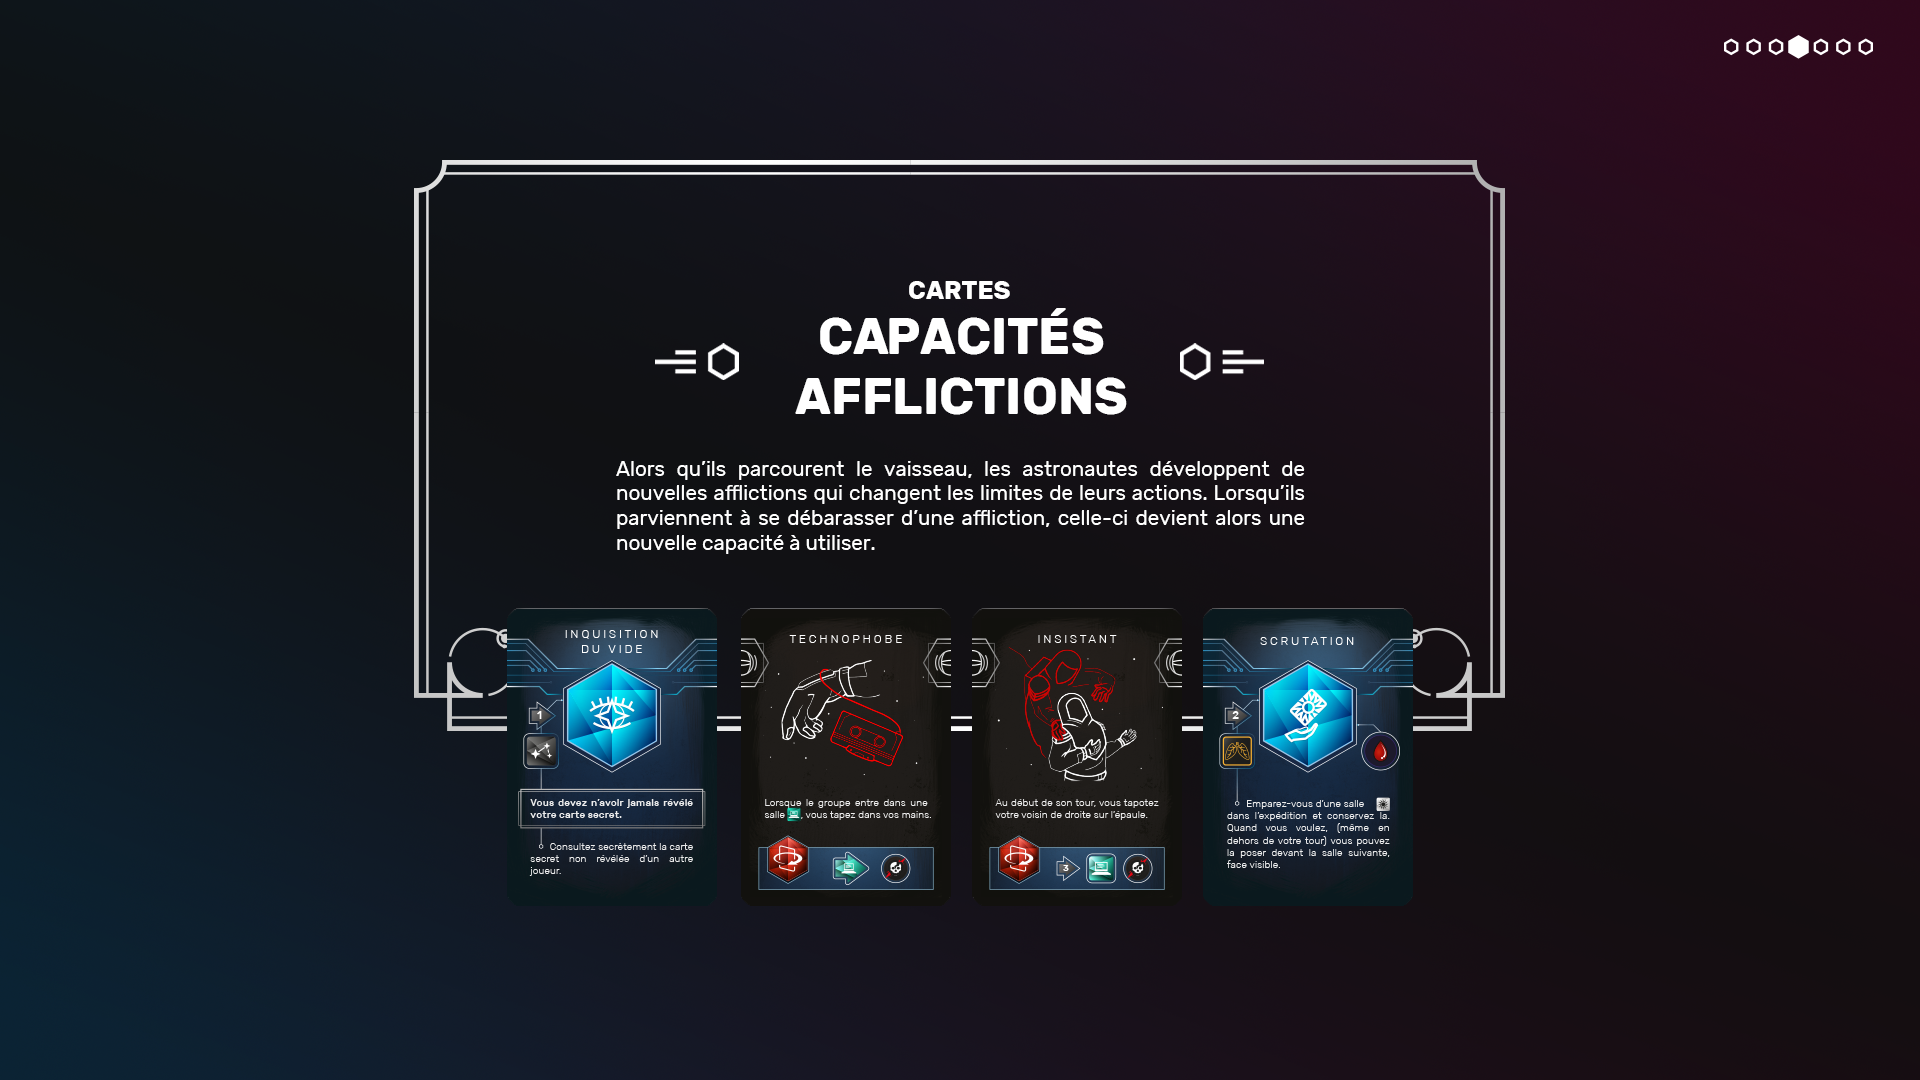 CARTES
CAPACITÉS
AFFLICTIONS
Alors qu’ils parcourent le vaisseau, les astronautes développent de
nouvelles afflictions qui changent les limites de leurs actions. Lorsqu’ils
parviennent à se débarasser d’une affliction, celle-ci devient alors une
nouvelle capacité à utiliser.
INQUISITION
DU VIDE
1
Vous devez n’avoir jamais révélé
votre carte secret.
Consultez secrètement la carte
secret non révélée d’un autre
joueur.
TECHNOPHOBE
Lorsque le groupe entre dans une
salle , vous tapez dans vos mains.
INSISTANT
Au début de son tour, vous tapotez
votre voisin de droite sur l’épaule.
3
SCRUTATION
2
Emparez-vous d’une salle
dans l’expédition et conservez la.
Quand vous voulez, (même en
dehors de votre tour) vous pouvez
la poser devant la salle suivante,
face visible.